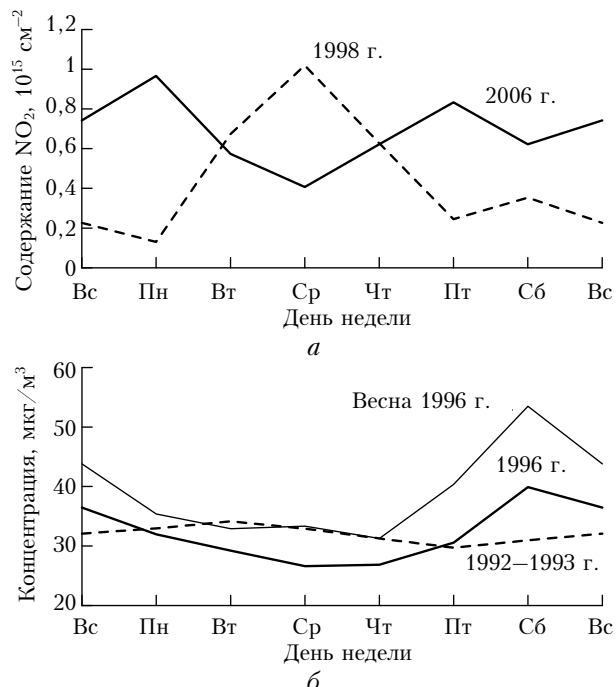 Содержание NO₂, 10¹⁵ см⁻²
1,2
1
0,8
0,6
0,4
0,2
0
1998 г.
2006 г.
Вс Пн Вт Ср Чт Пт Сб Вс
День недели
а
Концентрация, мкг/м³
60
50
40
30
20
Весна 1996 г.
1996 г.
1992–1993 г.
Вс Пн Вт Ср Чт Пт Сб Вс
День недели
б